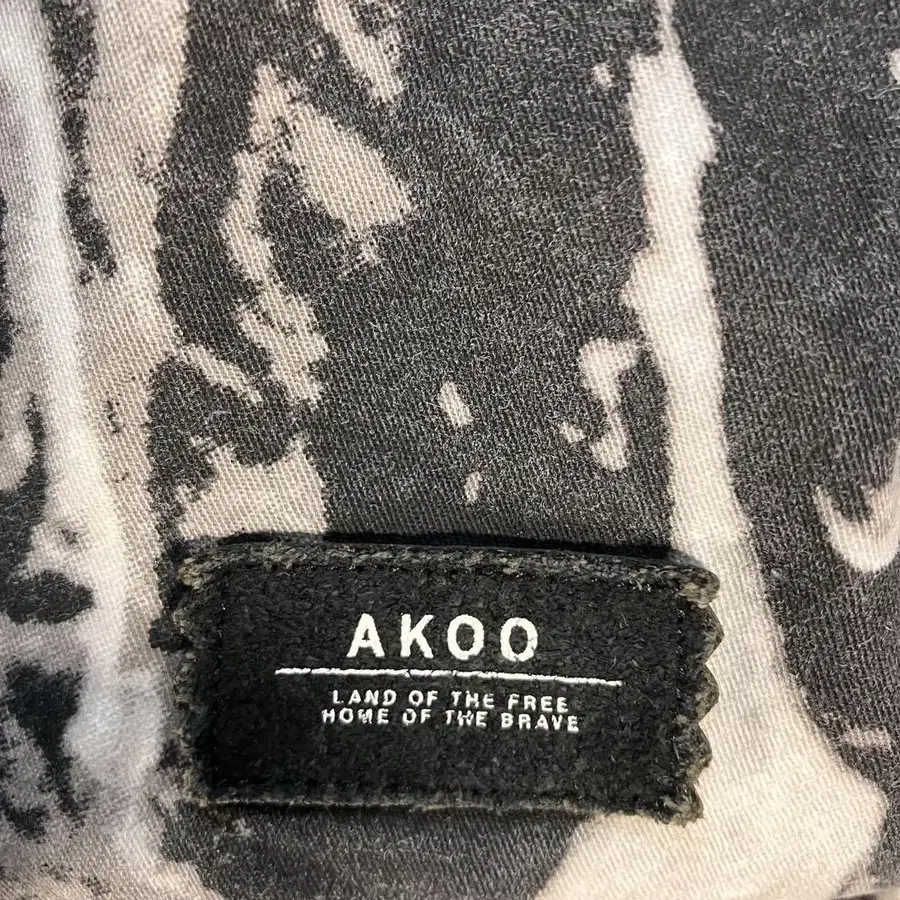 AKOO
LAND OF THE FREE
HOME OF THE BRAVE